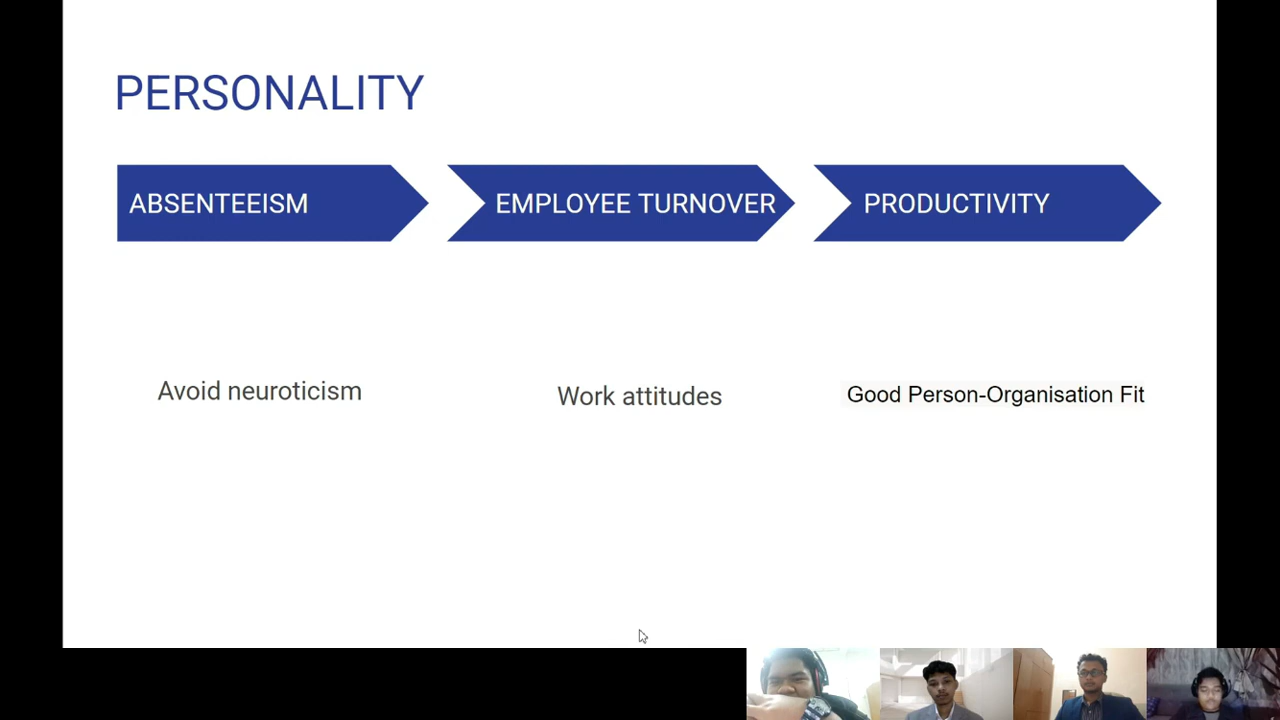 PERSONALITY
ABSENTEEISM
EMPLOYEE TURNOVER
PRODUCTIVITY
Avoid neuroticism
Work attitudes
Good Person-Organisation Fit